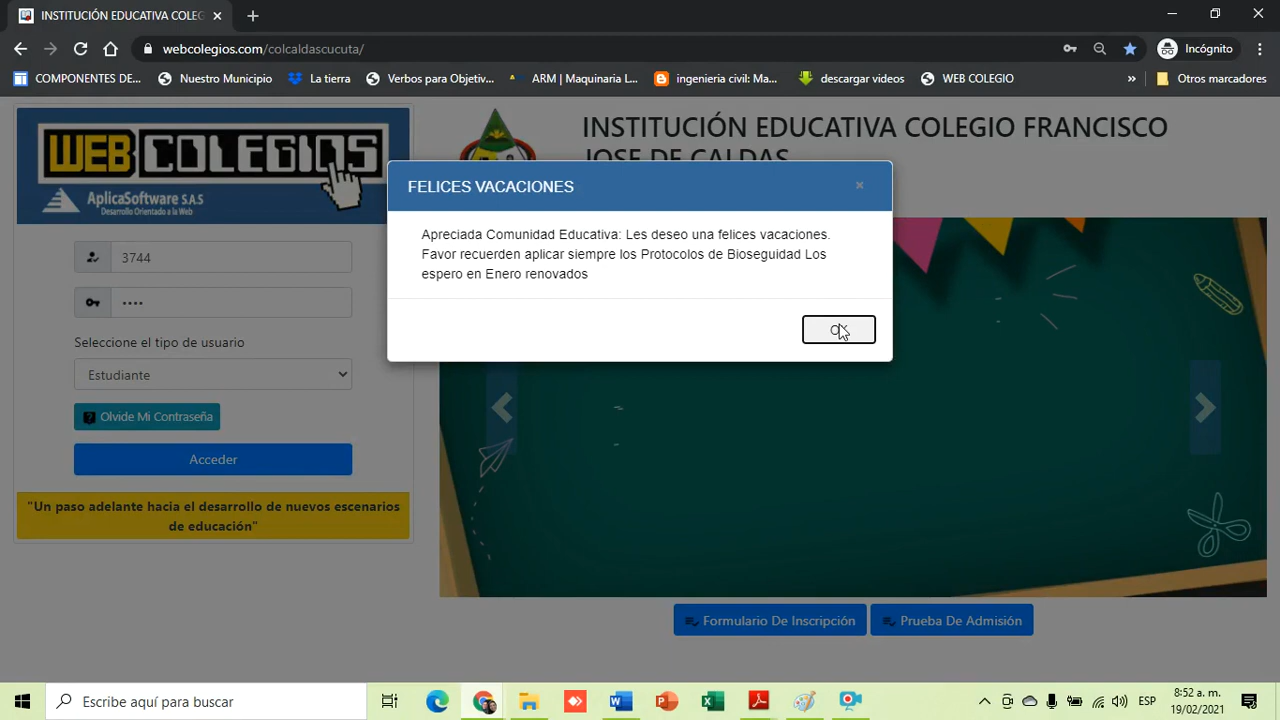 INSTITUCIÓN EDUCATIVA COLEG
webcolegios.com/colcaldascucuta/
Incógnito
COMPONENTES DE...
Nuestro Municipio
La tierra
Verbos para Objetiv...
ARM | Maquinaria L...
ingenieria civil: Ma...
descargar videos
WEB COLEGIO
»
Otros marcadores
WEB COLEGIOS
AplicaSoftware S.A.S
Desarrollo Orientado a la Web
INSTITUCIÓN EDUCATIVA COLEGIO FRANCISCO
JOSE DE CALDAS
FELICES VACACIONES
×
Apreciada Comunidad Educativa: Les deseo una felices vacaciones.
Favor recuerden aplicar siempre los Protocolos de Bioseguidad Los
espero en Enero renovados
3744
••••
Seleccione el tipo de usuario
Estudiante
Olvide Mi Contraseña
Acceder
"Un paso adelante hacia el desarrollo de nuevos escenarios
de educación"
Formulario De Inscripción
Prueba De Admisión
Escribe aquí para buscar
ESP
8:52 a. m.
19/02/2021